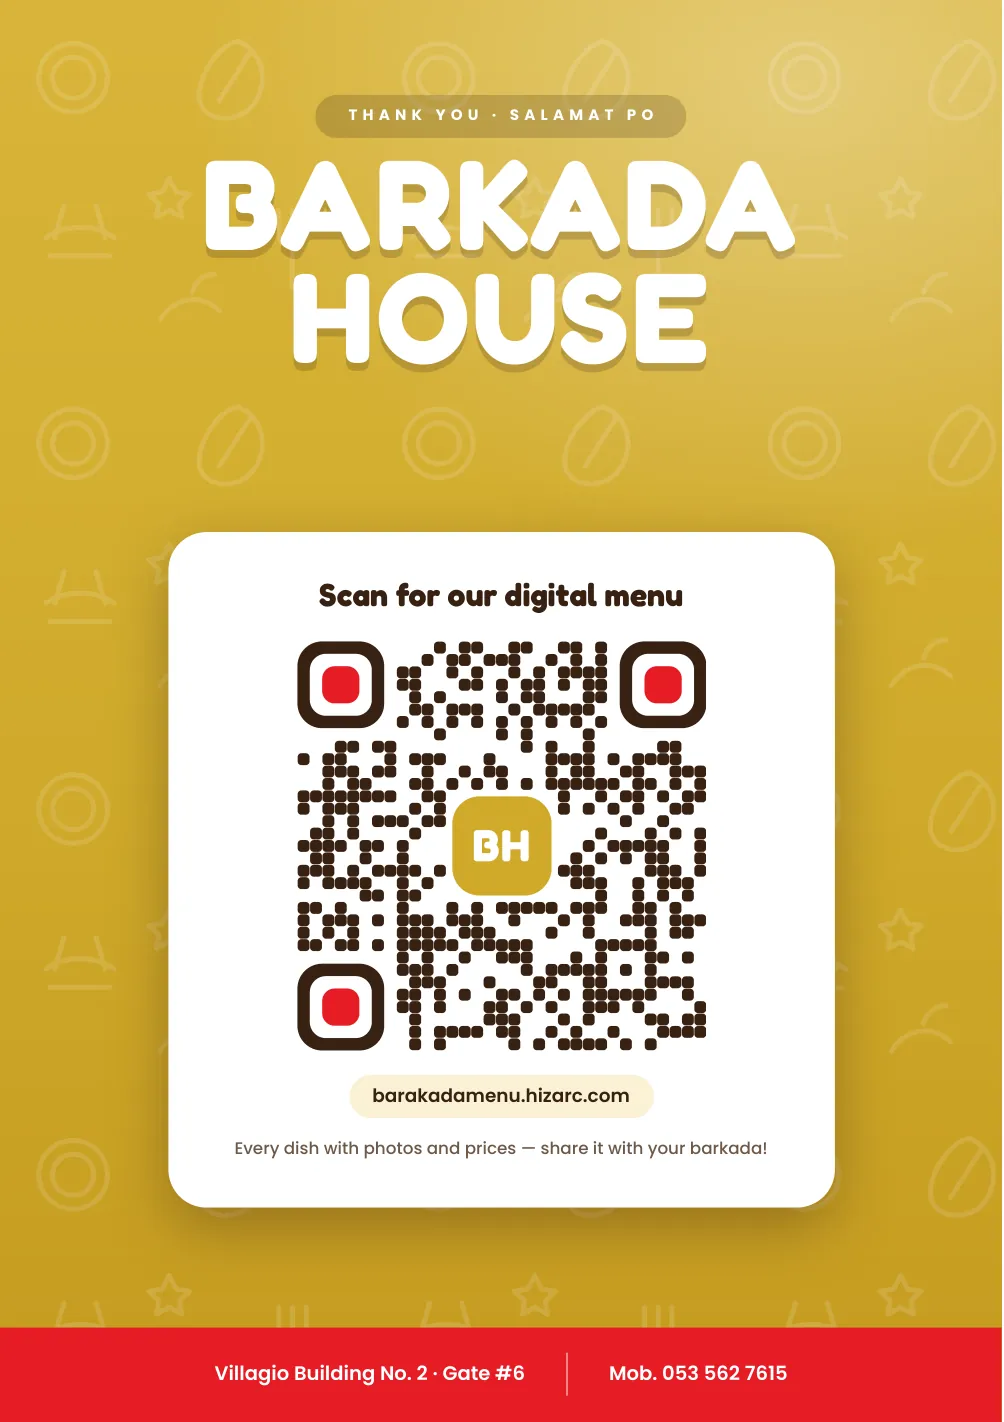 THANK YOU · SALAMAT PO
BARKADA
HOUSE
Scan for our digital menu
BH
barakadamenu.hizarc.com
Every dish with photos and prices — share it with your barkada!
Villagio Building No. 2 · Gate #6
Mob. 053 562 7615